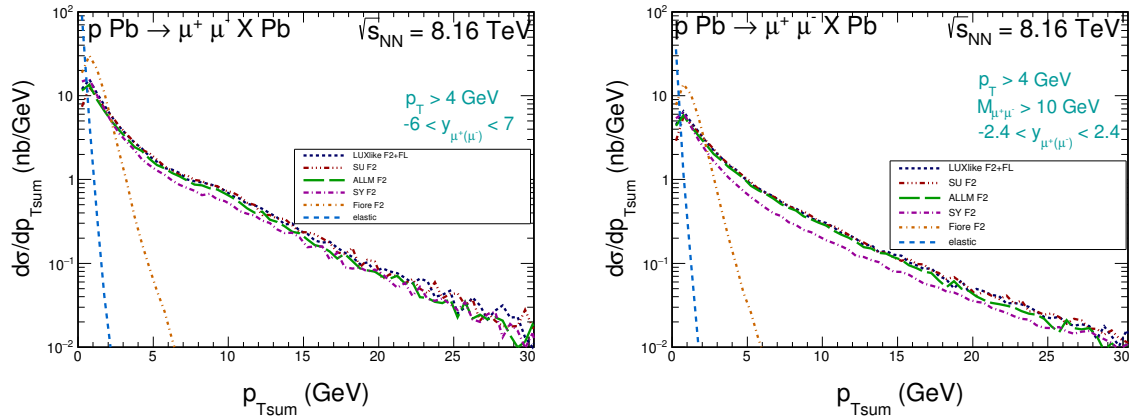 p Pb → μ⁺ μ⁻ X Pb
√s_NN = 8.16 TeV
p_T > 4 GeV
-6 < y_μ⁺(μ⁻) < 7
LUXlike F2+FL
SU F2
ALLM F2
SY F2
Fiore F2
elastic
dσ/dp_Tsum (nb/GeV)
10²
10
1
10⁻¹
10⁻²
0 5 10 15 20 25 30
p_Tsum (GeV)
p Pb → μ⁺ μ⁻ X Pb
√s_NN = 8.16 TeV
p_T > 4 GeV
M_μ⁺μ⁻ > 10 GeV
-2.4 < y_μ⁺(μ⁻) < 2.4
LUXlike F2+FL
SU F2
ALLM F2
SY F2
Fiore F2
elastic
dσ/dp_Tsum (nb/GeV)
10²
10
1
10⁻¹
10⁻²
0 5 10 15 20 25 30
p_Tsum (GeV)